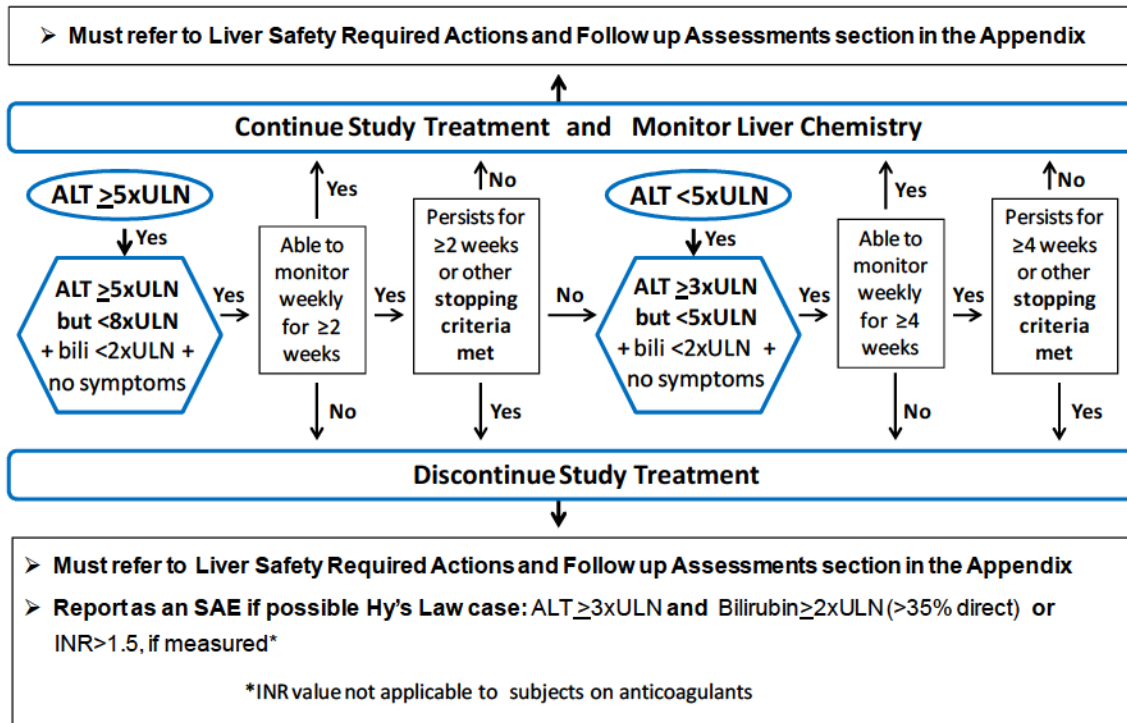 ➢ Must refer to Liver Safety Required Actions and Follow up Assessments section in the Appendix
Continue Study Treatment and Monitor Liver Chemistry
ALT ≥5xULN
Yes
ALT ≥5xULN
but <8xULN
+ bili <2xULN +
no symptoms
Yes
Yes
Able to
monitor
weekly
for ≥2
weeks
No
Yes
No
Persists for
≥2 weeks
or other
stopping
criteria
met
Yes
No
ALT <5xULN
Yes
ALT ≥3xULN
but <5xULN
+ bili <2xULN +
no symptoms
Yes
Yes
Able to
monitor
weekly
for ≥4
weeks
No
Yes
No
Persists for
≥4 weeks
or other
stopping
criteria
met
Yes
Discontinue Study Treatment
➢ Must refer to Liver Safety Required Actions and Follow up Assessments section in the Appendix
➢ Report as an SAE if possible Hy's Law case: ALT ≥3xULN and Bilirubin ≥2xULN (>35% direct) or
INR>1.5, if measured*
*INR value not applicable to subjects on anticoagulants